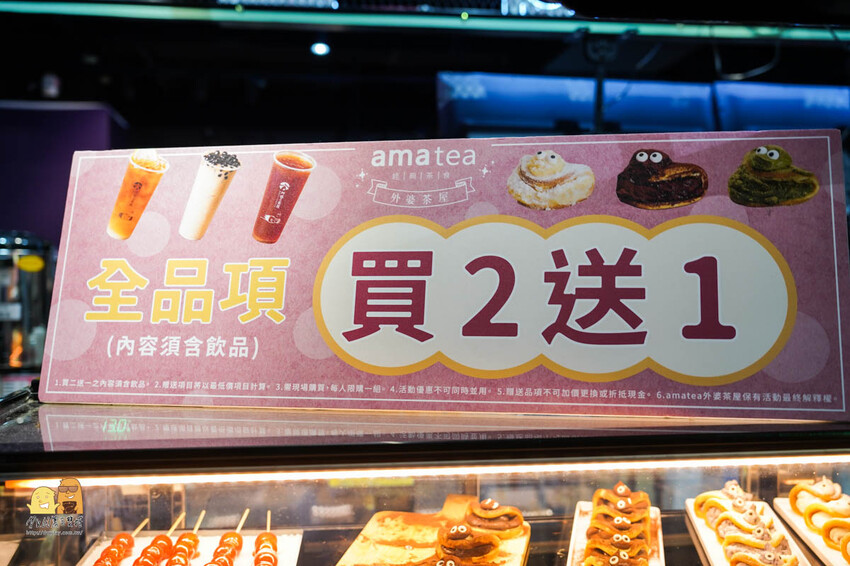 amatea
經典茶飲
外婆茶屋
全品項
(內容須含飲品)
買2送1
1.買二送一之內容須含飲品。2.贈送項目將以最低價項目計算。3.需現場購買,每人限購一組。4.活動優惠不可同時並用。5.贈送品項不可加價更換或折抵現金。6.amatea外婆茶屋保有活動最終解釋權。